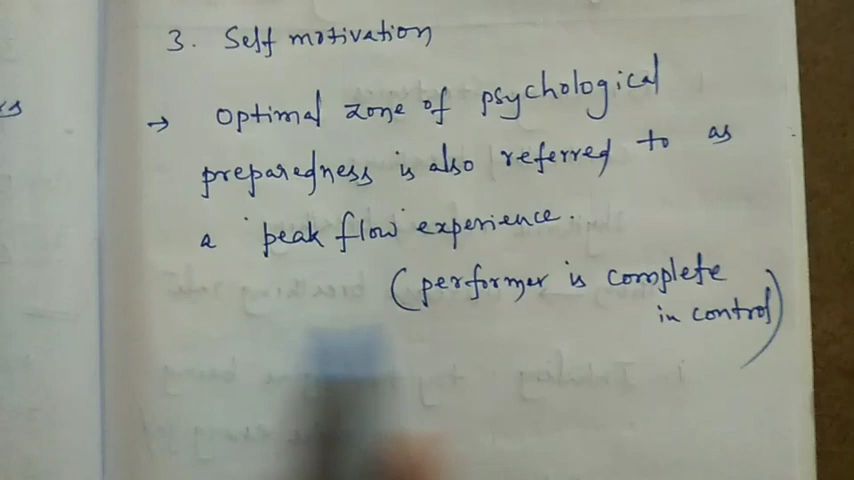 3. Self motivation
→ Optimal zone of psychological
preparedness is also referred to as
a 'peak flow' experience.
(performer is complete
in control)